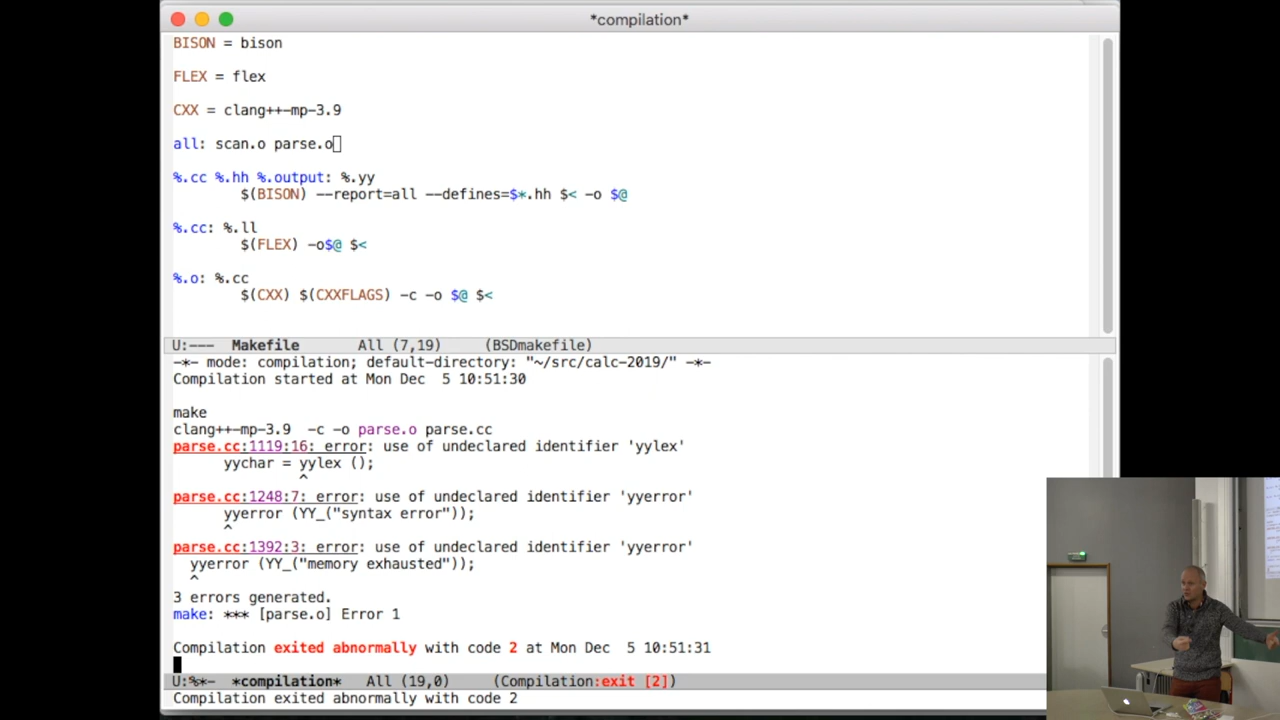 *compilation*
BISON = bison
FLEX = flex
CXX = clang++-mp-3.9
all: scan.o parse.o
%.cc %.hh %.output: %.yy
$(BISON) --report=all --defines=$*.hh $< -o $@
%.cc: %.ll
$(FLEX) -o$@ $<
%.o: %.cc
$(CXX) $(CXXFLAGS) -c -o $@ $<
U:--- Makefile All (7,19) (BSDmakefile)
-*- mode: compilation; default-directory: "~/src/calc-2019/" -*-
Compilation started at Mon Dec 5 10:51:30
make
clang++-mp-3.9 -c -o parse.o parse.cc
parse.cc:1119:16: error: use of undeclared identifier 'yylex'
yychar = yylex ();
^
parse.cc:1248:7: error: use of undeclared identifier 'yyerror'
yyerror (YY_("syntax error"));
^
parse.cc:1392:3: error: use of undeclared identifier 'yyerror'
yyerror (YY_("memory exhausted"));
^
3 errors generated.
make: *** [parse.o] Error 1
Compilation exited abnormally with code 2 at Mon Dec 5 10:51:31
U:%*- *compilation* All (19,0) (Compilation:exit [2])
Compilation exited abnormally with code 2